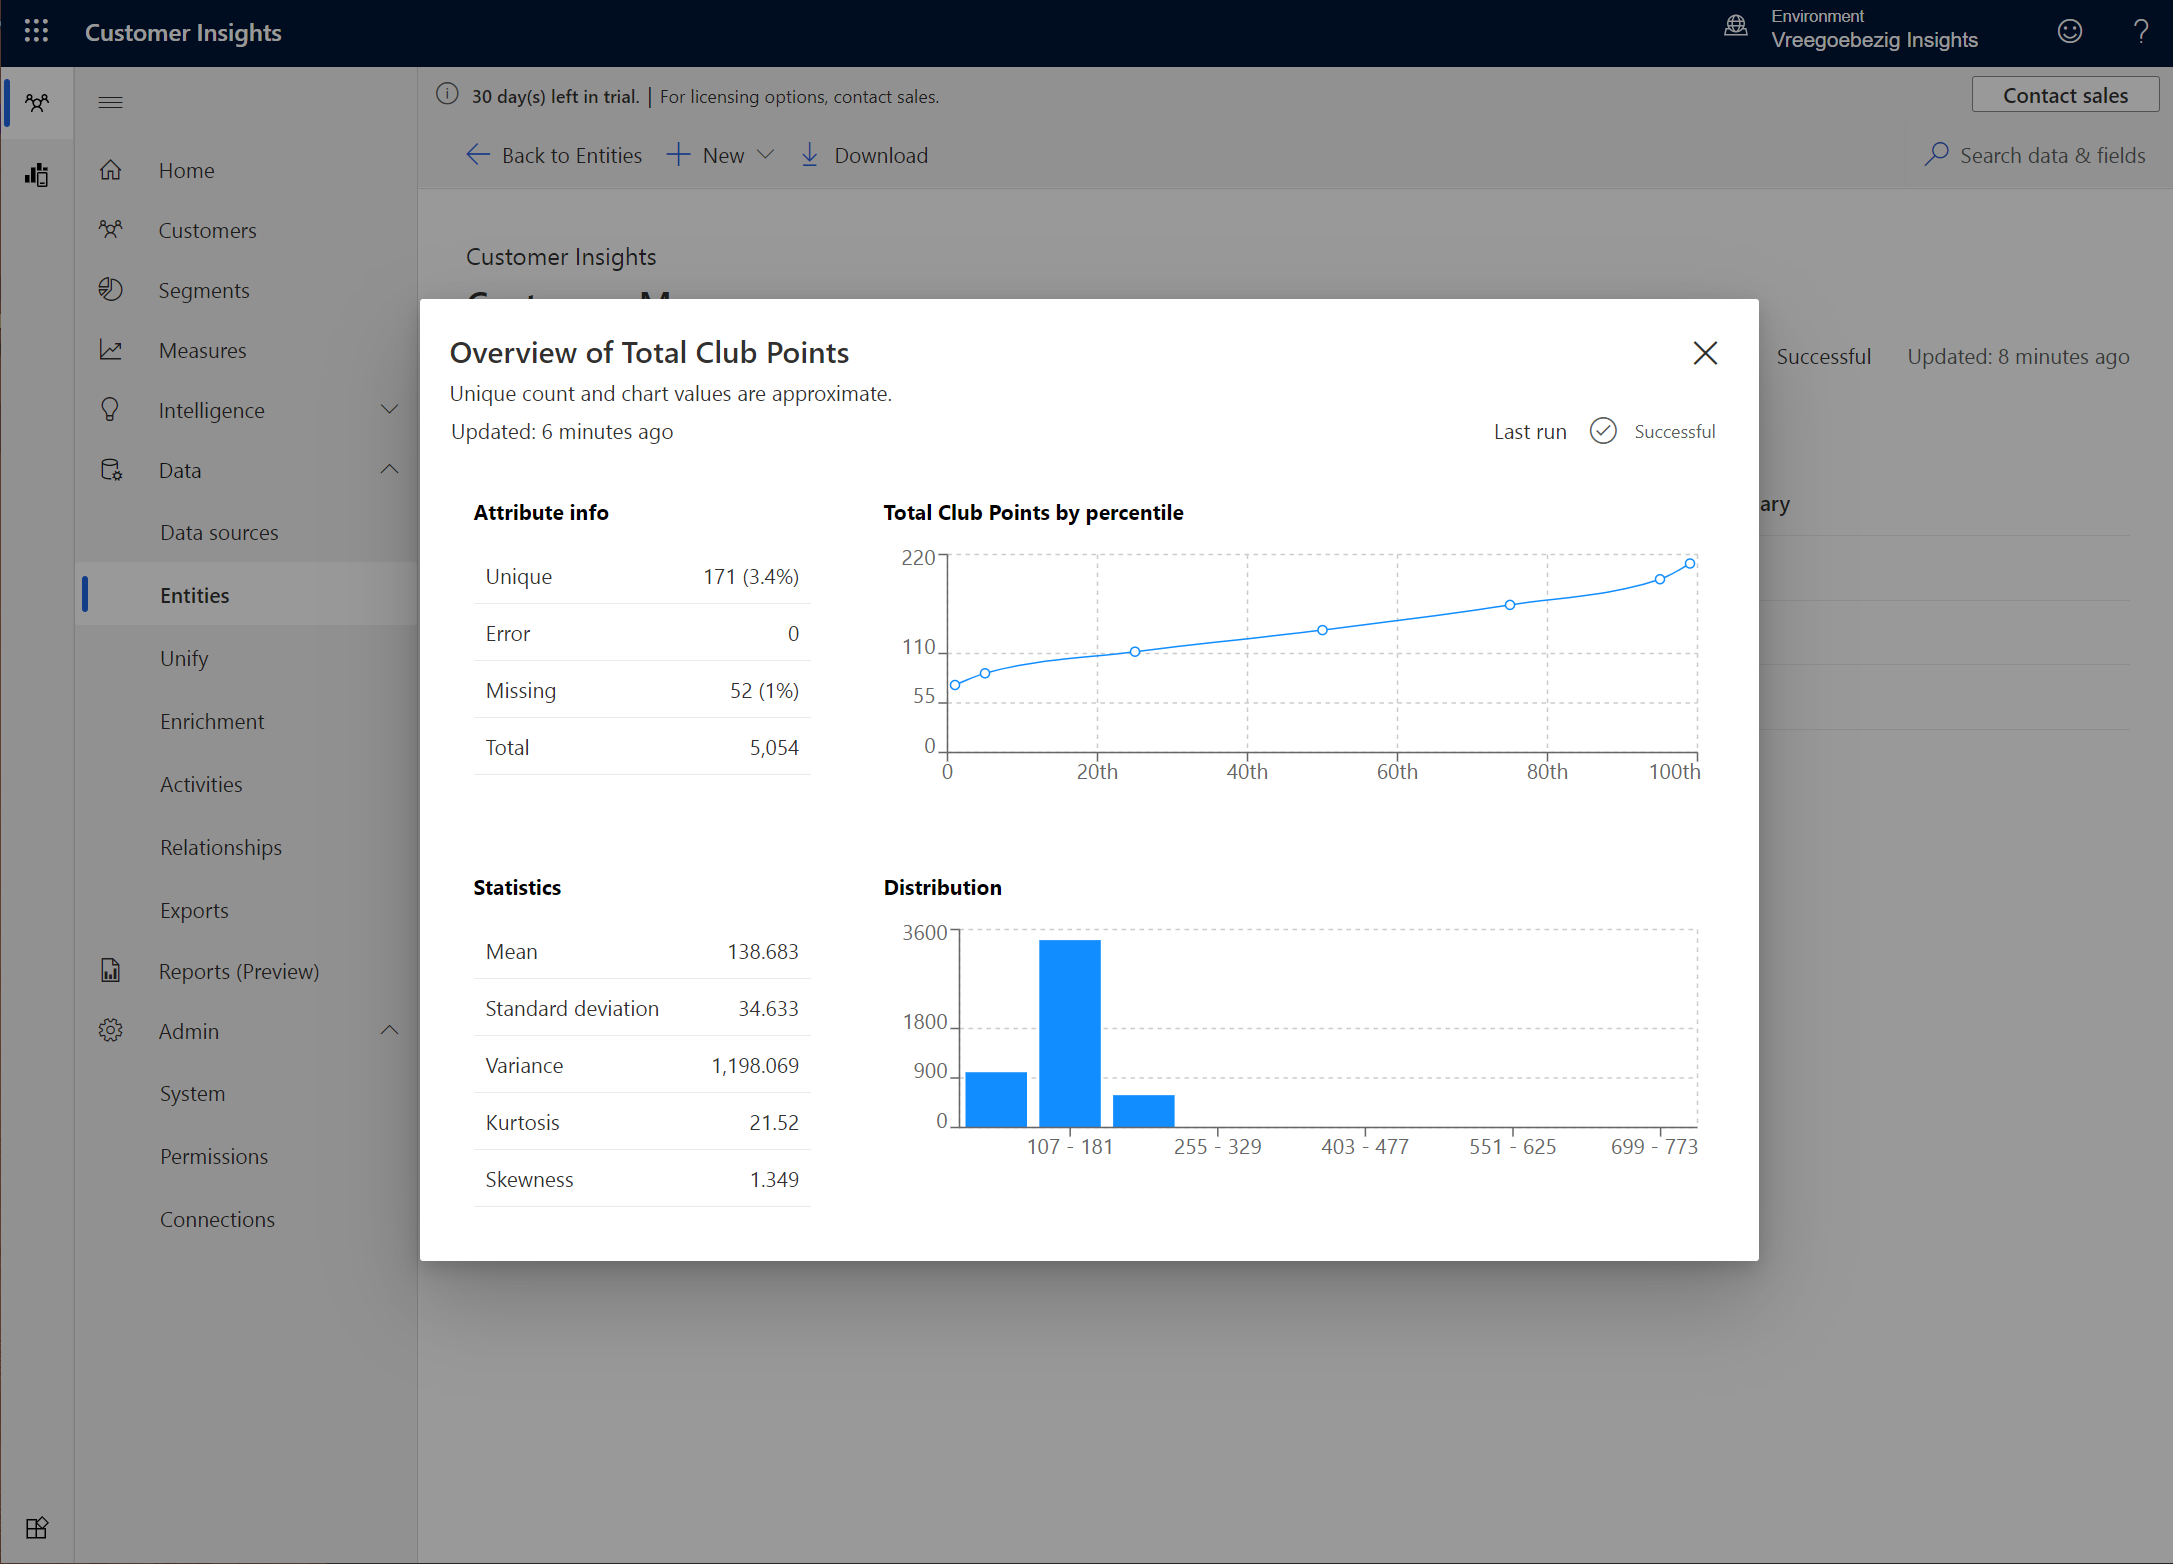 Customer Insights
Environment
Vreegoebezig Insights
?
30 day(s) left in trial. | For licensing options, contact sales.
Contact sales
Back to Entities
New
Download
Search data & fields
Home
Customers
Segments
Measures
Intelligence
Data
Data sources
Entities
Unify
Enrichment
Activities
Relationships
Exports
Reports (Preview)
Admin
System
Permissions
Connections
Customer Insights
Successful
Updated: 8 minutes ago
ary
Overview of Total Club Points
Unique count and chart values are approximate.
Updated: 6 minutes ago
Last run
Successful
Attribute info
Unique 171 (3.4%)
Error 0
Missing 52 (1%)
Total 5,054
Total Club Points by percentile
220
110
55
0
0 20th 40th 60th 80th 100th
Statistics
Mean 138.683
Standard deviation 34.633
Variance 1,198.069
Kurtosis 21.52
Skewness 1.349
Distribution
3600
1800
900
0
107 - 181 255 - 329 403 - 477 551 - 625 699 - 773